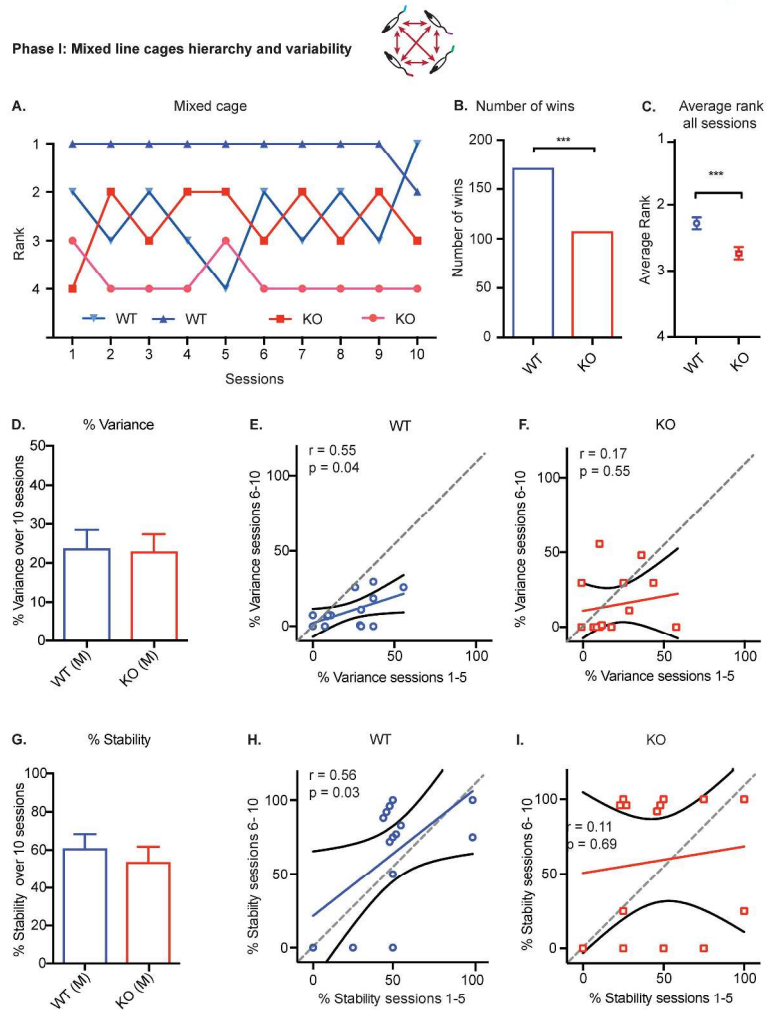 Phase I: Mixed line cages hierarchy and variability
A. Mixed cage
Rank
1
2
3
4
WT WT KO KO
1 2 3 4 5 6 7 8 9 10
Sessions
B. Number of wins
***
Number of wins
200
150
100
50
0
WT KO
C. Average rank
all sessions
***
Average Rank
1
2
3
4
WT KO
D. % Variance
% Variance over 10 sessions
50
40
30
20
10
0
WT (M) KO (M)
E. WT
r = 0.55
p = 0.04
% Variance sessions 6-10
100
50
0
0 50 100
% Variance sessions 1-5
F. KO
r = 0.17
p = 0.55
% Variance sessions 6-10
100
50
0
0 50 100
% Variance sessions 1-5
G. % Stability
% Stability over 10 sessions
100
80
60
40
20
0
WT (M) KO (M)
H. WT
r = 0.56
p = 0.03
% Stability sessions 6- 10
100
50
0
0 50 100
% Stability sessions 1-5
I. KO
r = 0.11
p = 0.69
% Stability sessions 6-10
100
50
0
0 50 100
% Stability sessions 1-5